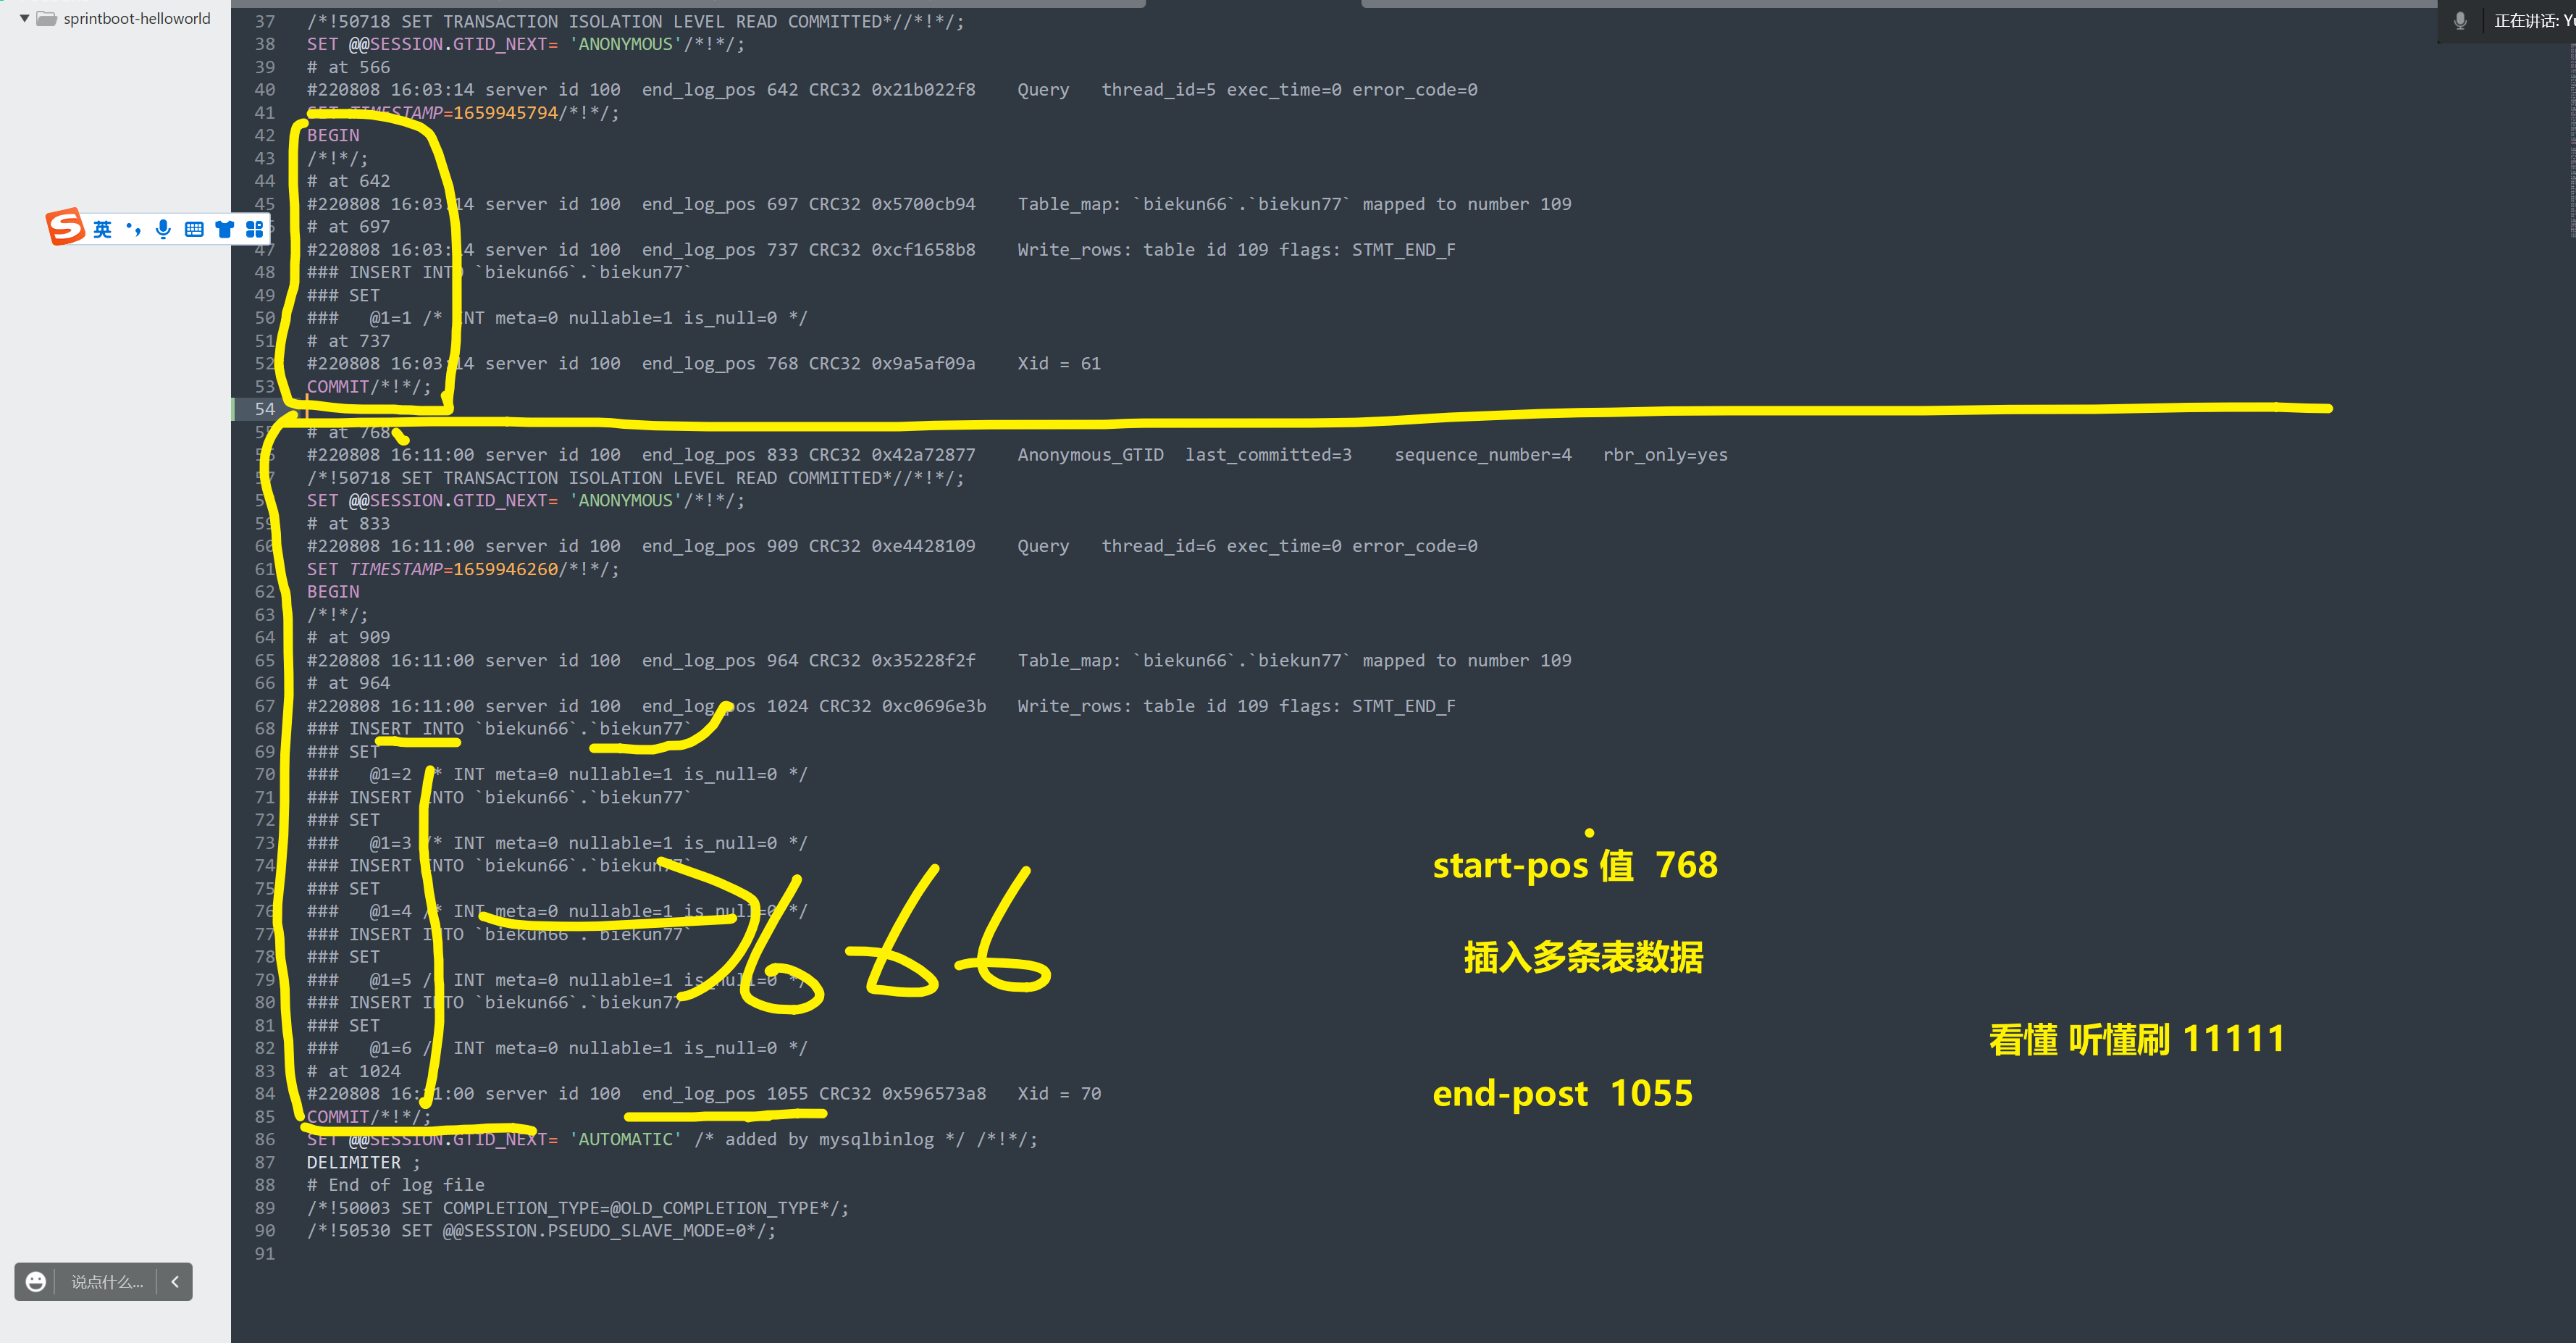 sprintboot-helloworld
正在讲话: Yu
37 /*!50718 SET TRANSACTION ISOLATION LEVEL READ COMMITTED*//*!*/;
38 SET @@SESSION.GTID_NEXT= 'ANONYMOUS'/*!*/;
39 # at 566
40 #220808 16:03:14 server id 100  end_log_pos 642 CRC32 0x21b022f8    Query   thread_id=5 exec_time=0 error_code=0
41 SET TIMESTAMP=1659945794/*!*/;
42 BEGIN
43 /*!*/;
44 # at 642
45 #220808 16:03:14 server id 100  end_log_pos 697 CRC32 0x5700cb94    Table_map: `biekun66`.`biekun77` mapped to number 109
# at 697
英
47 #220808 16:03:14 server id 100  end_log_pos 737 CRC32 0xcf1658b8    Write_rows: table id 109 flags: STMT_END_F
48 ### INSERT INTO `biekun66`.`biekun77`
49 ### SET
50 ###   @1=1 /* INT meta=0 nullable=1 is_null=0 */
51 # at 737
52 #220808 16:03:14 server id 100  end_log_pos 768 CRC32 0x9a5af09a    Xid = 61
53 COMMIT/*!*/;
54
55 # at 768
56 #220808 16:11:00 server id 100  end_log_pos 833 CRC32 0x42a72877    Anonymous_GTID  last_committed=3    sequence_number=4   rbr_only=yes
57 /*!50718 SET TRANSACTION ISOLATION LEVEL READ COMMITTED*//*!*/;
58 SET @@SESSION.GTID_NEXT= 'ANONYMOUS'/*!*/;
59 # at 833
60 #220808 16:11:00 server id 100  end_log_pos 909 CRC32 0xe4428109    Query   thread_id=6 exec_time=0 error_code=0
61 SET TIMESTAMP=1659946260/*!*/;
62 BEGIN
63 /*!*/;
64 # at 909
65 #220808 16:11:00 server id 100  end_log_pos 964 CRC32 0x35228f2f    Table_map: `biekun66`.`biekun77` mapped to number 109
66 # at 964
67 #220808 16:11:00 server id 100  end_log_pos 1024 CRC32 0xc0696e3b   Write_rows: table id 109 flags: STMT_END_F
68 ### INSERT INTO `biekun66`.`biekun77`
69 ### SET
70 ###   @1=2 /* INT meta=0 nullable=1 is_null=0 */
71 ### INSERT INTO `biekun66`.`biekun77`
72 ### SET
73 ###   @1=3 /* INT meta=0 nullable=1 is_null=0 */
74 ### INSERT INTO `biekun66`.`biekun77`
75 ### SET
76 ###   @1=4 /* INT meta=0 nullable=1 is_null=0 */
77 ### INSERT INTO `biekun66`.`biekun77`
78 ### SET
79 ###   @1=5 /* INT meta=0 nullable=1 is_null=0 */
80 ### INSERT INTO `biekun66`.`biekun77`
81 ### SET
82 ###   @1=6 /* INT meta=0 nullable=1 is_null=0 */
83 # at 1024
84 #220808 16:11:00 server id 100  end_log_pos 1055 CRC32 0x596573a8   Xid = 70
85 COMMIT/*!*/;
86 SET @@SESSION.GTID_NEXT= 'AUTOMATIC' /* added by mysqlbinlog */ /*!*/;
87 DELIMITER ;
88 # End of log file
89 /*!50003 SET COMPLETION_TYPE=@OLD_COMPLETION_TYPE*/;
90 /*!50530 SET @@SESSION.PSEUDO_SLAVE_MODE=0*/;
91
666
start-pos 值 768
插入多条表数据
看懂 听懂刷 11111
end-post 1055
说点什么...